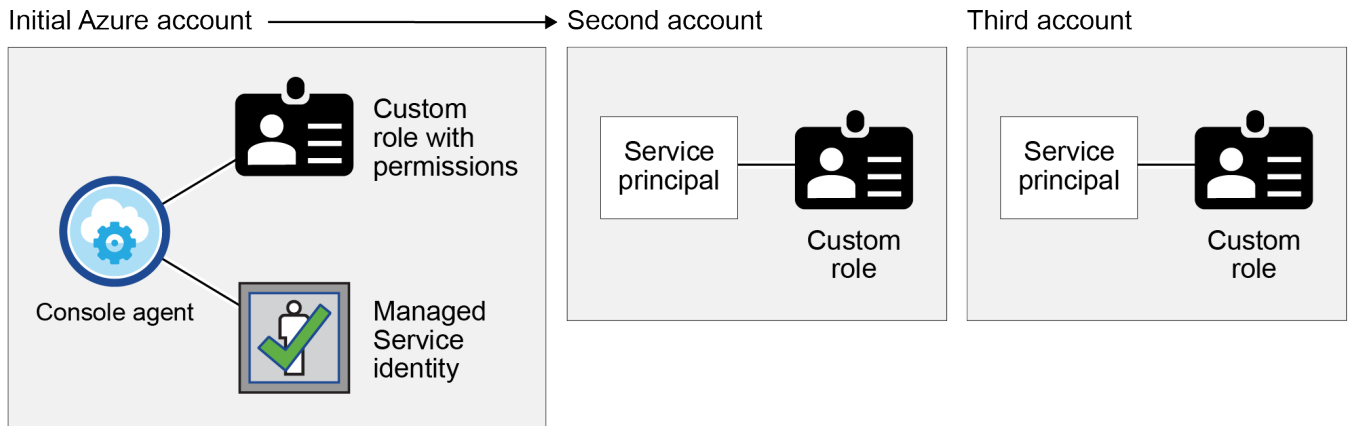 Initial Azure account
Second account
Third account
Custom
role with
permissions
Console agent
Managed
Service
identity
Service
principal
Custom
role
Service
principal
Custom
role